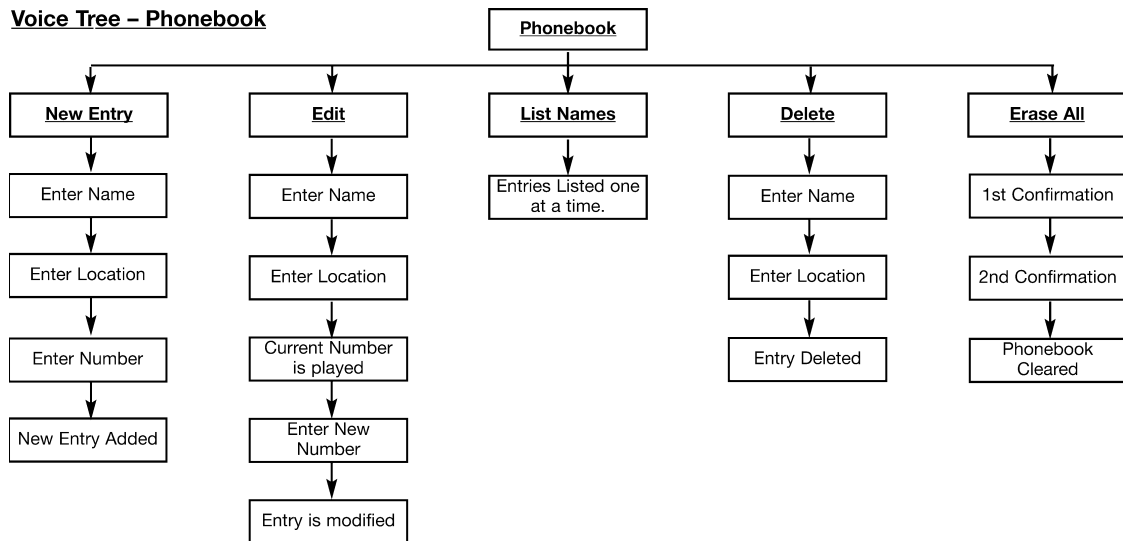 Voice Tree – Phonebook
Phonebook
New Entry
Edit
List Names
Delete
Erase All
Enter Name
Enter Name
Entries Listed one
at a time.
Enter Name
1st Confirmation
Enter Location
Enter Location
Enter Location
2nd Confirmation
Enter Number
Current Number
is played
Entry Deleted
Phonebook
Cleared
New Entry Added
Enter New
Number
Entry is modified